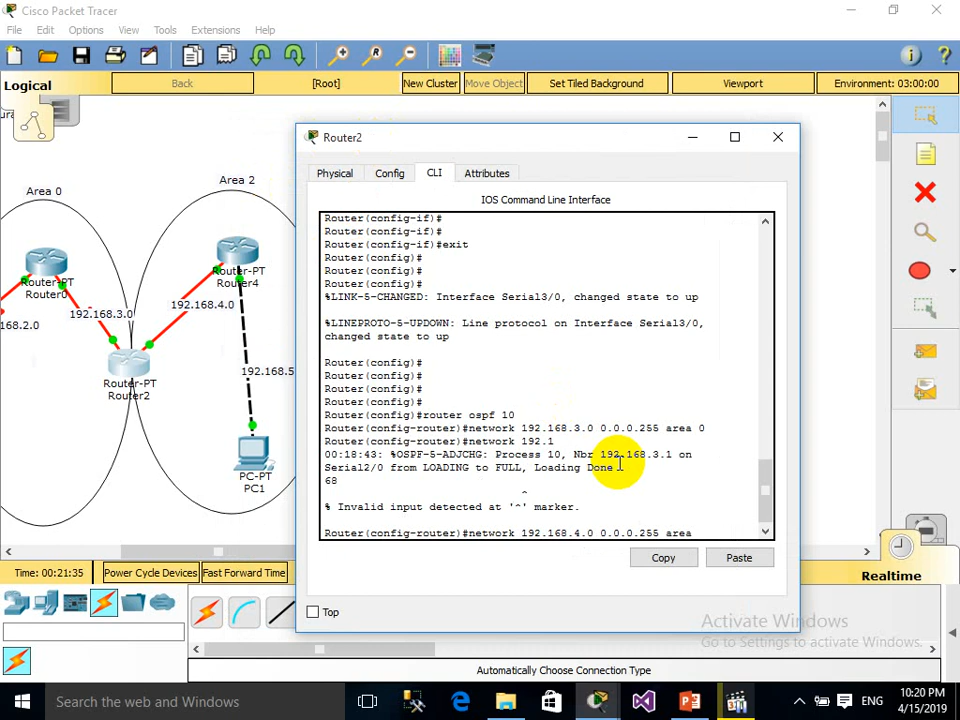 Cisco Packet Tracer
File Edit Options View Tools Extensions Help
R
i ?
Logical Back [Root] New Cluster Move Object Set Tiled Background Viewport Environment: 03:00:00
Area 0
Area 2
Router-PT
Router0
Router-PT
Router4
192.168.3.0
192.168.4.0
168.2.0
Router-PT
Router2
192.168.5
PC-PT
PC1
Router2
Physical Config CLI Attributes
IOS Command Line Interface
Router(config-if)#
Router(config-if)#
Router(config-if)#exit
Router(config)#
Router(config)#
Router(config)#
%LINK-5-CHANGED: Interface Serial3/0, changed state to up
%LINEPROTO-5-UPDOWN: Line protocol on Interface Serial3/0,
changed state to up
Router(config)#
Router(config)#
Router(config)#
Router(config)#
Router(config)#router ospf 10
Router(config-router)#network 192.168.3.0 0.0.0.255 area 0
Router(config-router)#network 192.1
00:18:43: %OSPF-5-ADJCHG: Process 10, Nbr 192.168.3.1 on
Serial2/0 from LOADING to FULL, Loading Done
68
^
% Invalid input detected at '^' marker.
Router(config-router)#network 192.168.4.0 0.0.0.255 area
Copy Paste
Top
Time: 00:21:35 Power Cycle Devices Fast Forward Time
Realtime
Activate Windows
Go to Settings to activate Windows.
Automatically Choose Connection Type
Search the web and Windows
ENG
10:20 PM
4/15/2019